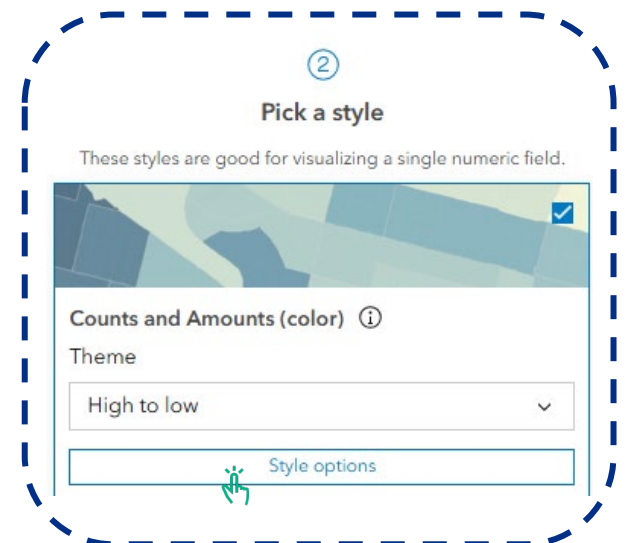 2
Pick a style
These styles are good for visualizing a single numeric field.
Counts and Amounts (color)
Theme
High to low
Style options